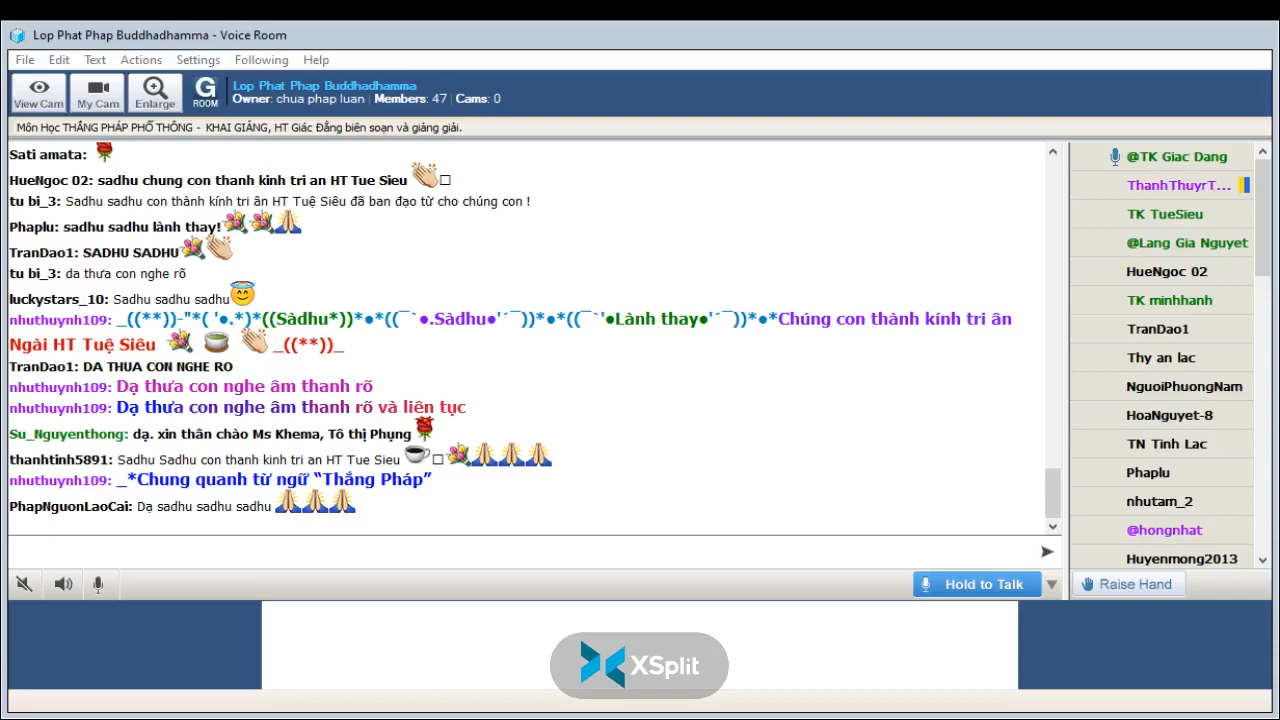 Lop Phat Phap Buddhadhamma - Voice Room
File Edit Text Actions Settings Following Help
View Cam My Cam Enlarge G ROOM
Lop Phat Phap Buddhadhamma
Owner: chua phap luan | Members: 47 | Cams: 0
Môn Học THẮNG PHÁP PHỔ THÔNG - KHAI GIẢNG, HT Giác Đẳng biên soạn và giảng giải.
Sati amata:
HueNgoc 02: sadhu chung con thanh kinh tri an HT Tue Sieu
tu bi_3: Sadhu sadhu con thành kính tri ân HT Tuệ Siêu đã ban đạo từ cho chúng con !
Phaplu: sadhu sadhu lành thay!
TranDao1: SADHU SADHU
tu bi_3: da thưa con nghe rõ
luckystars_10: Sadhu sadhu sadhu
nhuthuynh109: _((**))-"*( '●.*)*((Sàdhu*))*●*((¯`●.Sàdhu●'´¯))*●*((¯`'●Lành thay●'´¯))*●*Chúng con thành kính tri ân
Ngài HT Tuệ Siêu _((**))_
TranDao1: DA THUA CON NGHE RO
nhuthuynh109: Dạ thưa con nghe âm thanh rõ
nhuthuynh109: Dạ thưa con nghe âm thanh rõ và liên tục
Su_Nguyenthong: dạ. xin thân chào Ms Khema, Tô thị Phụng
thanhtinh5891: Sadhu Sadhu con thanh kinh tri an HT Tue Sieu
nhuthuynh109: _*Chung quanh từ ngữ “Thắng Pháp”
PhapNguonLaoCai: Dạ sadhu sadhu sadhu
@TK Giac Dang
ThanhThuyrT...
TK TueSieu
@Lang Gia Nguyet
HueNgoc 02
TK minhhanh
TranDao1
Thy an lac
NguoiPhuongNam
HoaNguyet-8
TN Tinh Lac
Phaplu
nhutam_2
@hongnhat
Huyenmong2013
Hold to Talk
Raise Hand
XSplit